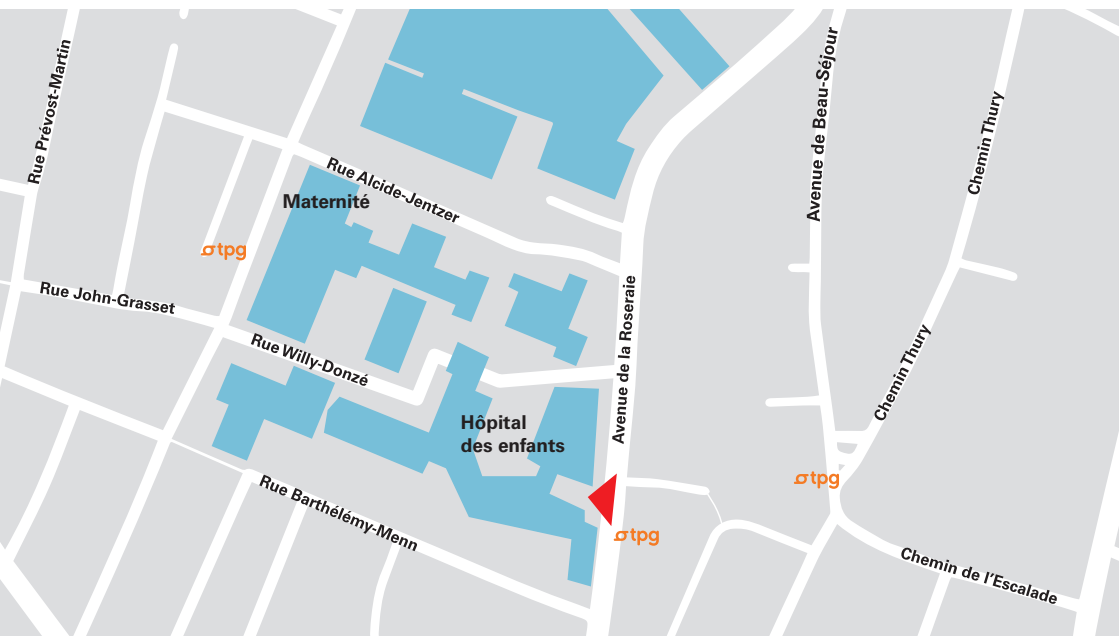 Rue Prévost-Martin
Avenue de Beau-Séjour
Chemin Thury
Rue Alcide-Jentzer
Maternité
tpg
Rue John-Grasset
Rue Willy-Donzé
Avenue de la Roseraie
Chemin Thury
Hôpital
des enfants
tpg
Rue Barthélémy-Menn
tpg
Chemin de l'Escalade